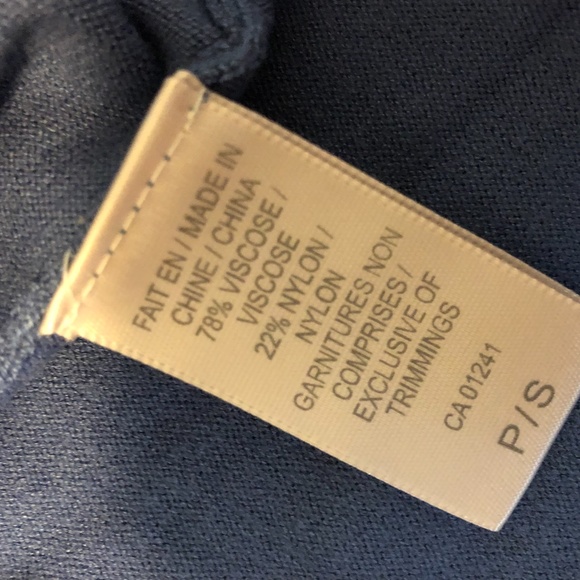 FAIT EN / MADE IN
CHINE / CHINA
78% VISCOSE /
VISCOSE
22% NYLON /
NYLON
GARNITURES NON
COMPRISES /
EXCLUSIVE OF
TRIMMINGS
CA 01241
P / S